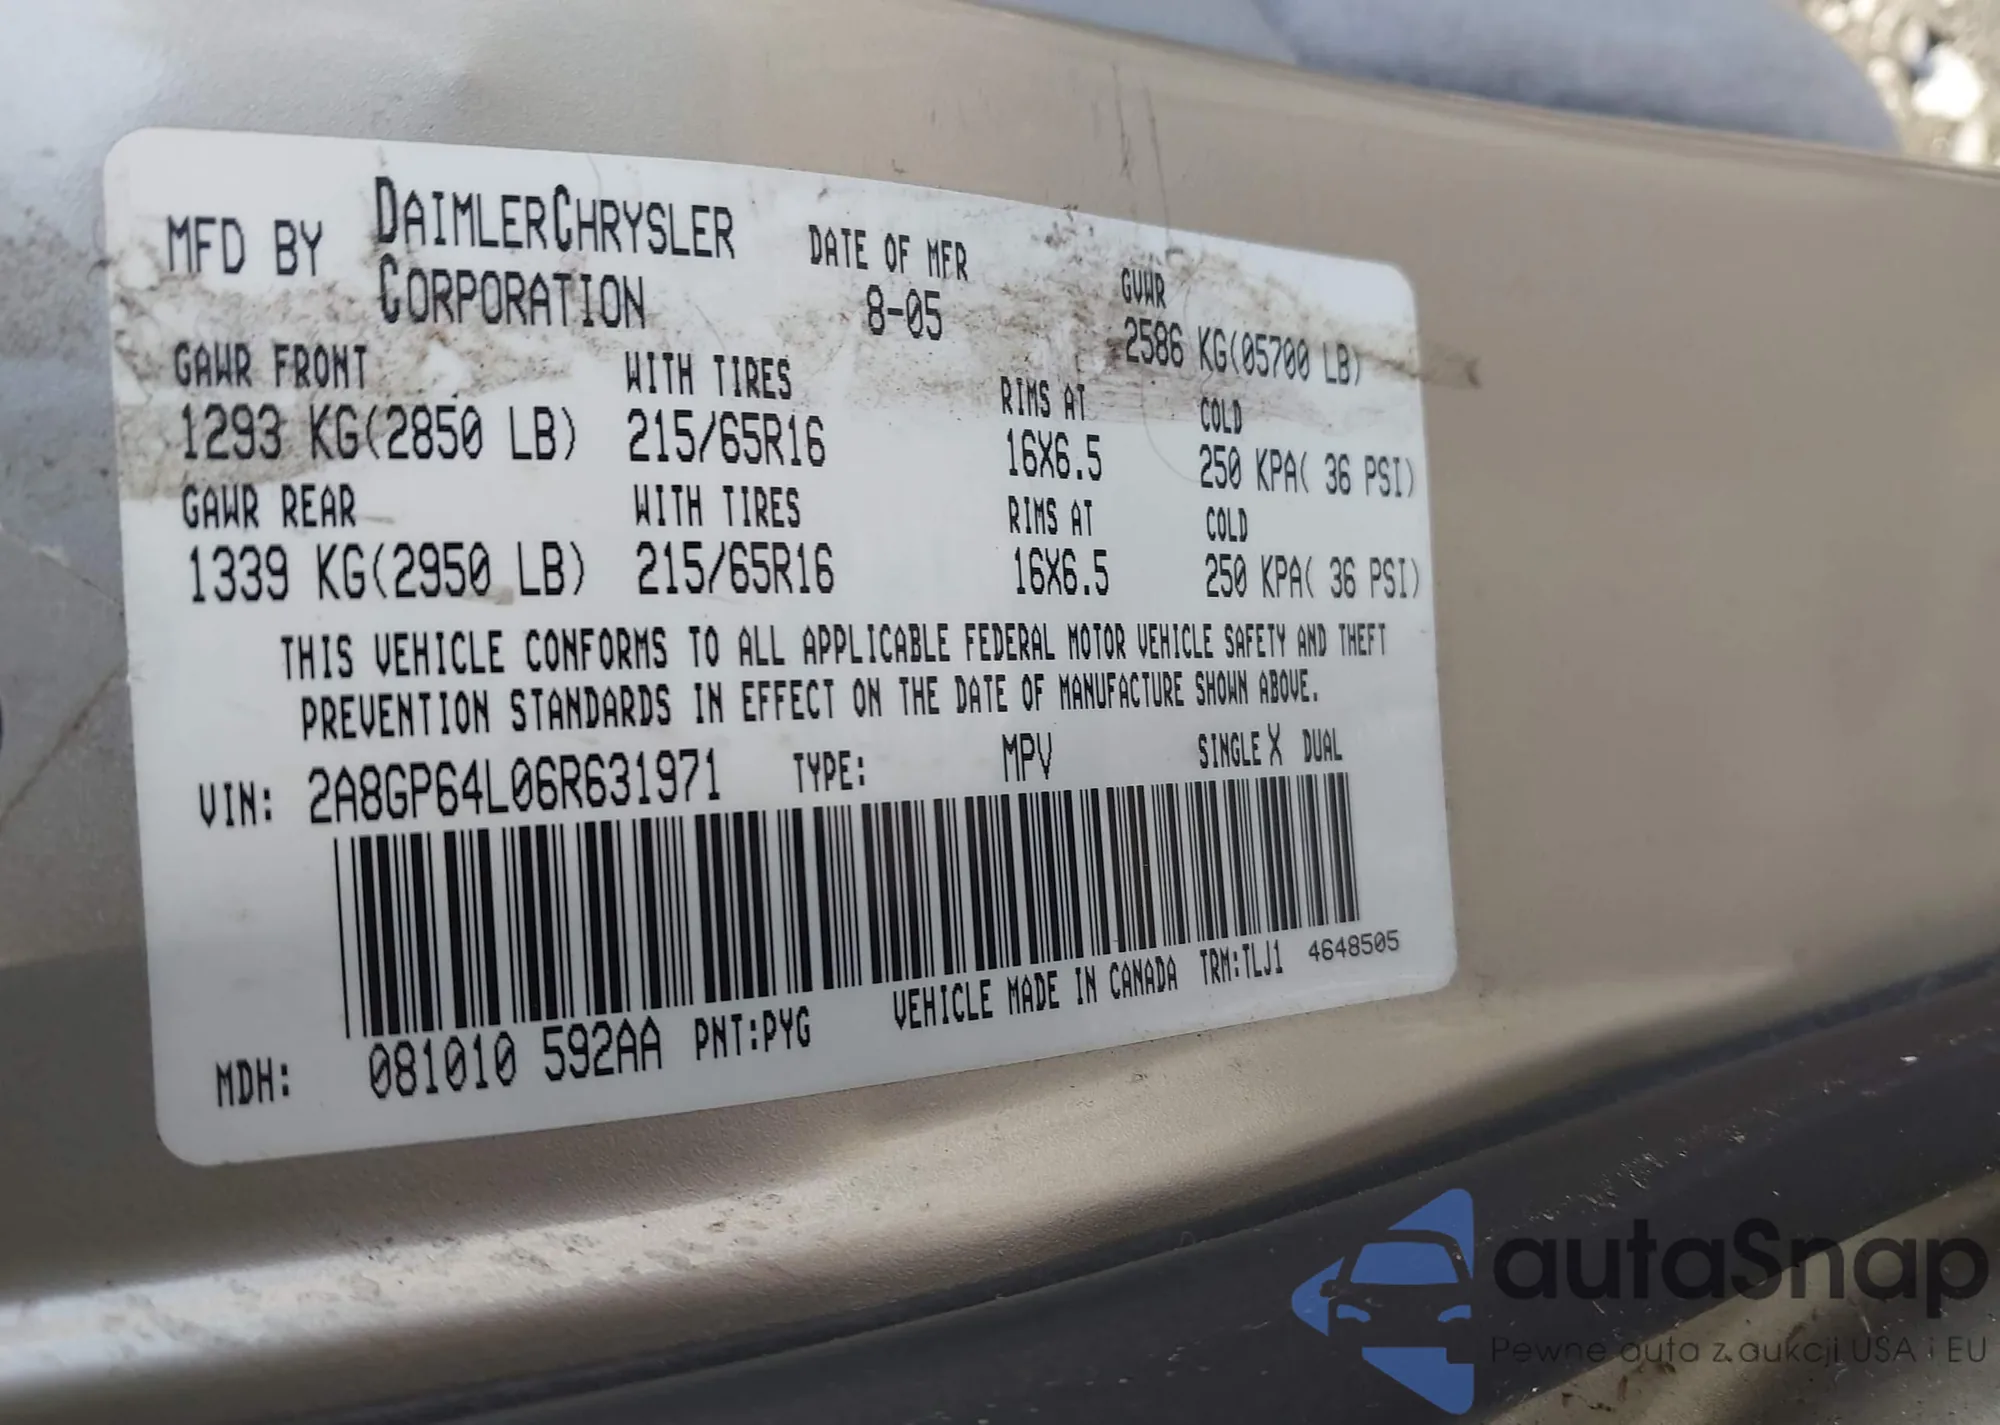 MFD BY DAIMLERCHRYSLER CORPORATION DATE OF MFR 8-05 GVWR 2586 KG(05700 LB)
GAWR FRONT WITH TIRES RIMS AT COLD
1293 KG(2850 LB) 215/65R16 16X6.5 250 KPA( 36 PSI)
GAWR REAR WITH TIRES RIMS AT COLD
1339 KG(2950 LB) 215/65R16 16X6.5 250 KPA( 36 PSI)
THIS VEHICLE CONFORMS TO ALL APPLICABLE FEDERAL MOTOR VEHICLE SAFETY AND THEFT
PREVENTION STANDARDS IN EFFECT ON THE DATE OF MANUFACTURE SHOWN ABOVE.
VIN: 2A8GP64L06R631971 TYPE: MPV SINGLE X DUAL
MDH: 081010 592AA PNT:PYG VEHICLE MADE IN CANADA TRM:TLJ1 4648505
autaSnap
Pewne auta z aukcji USA i EU